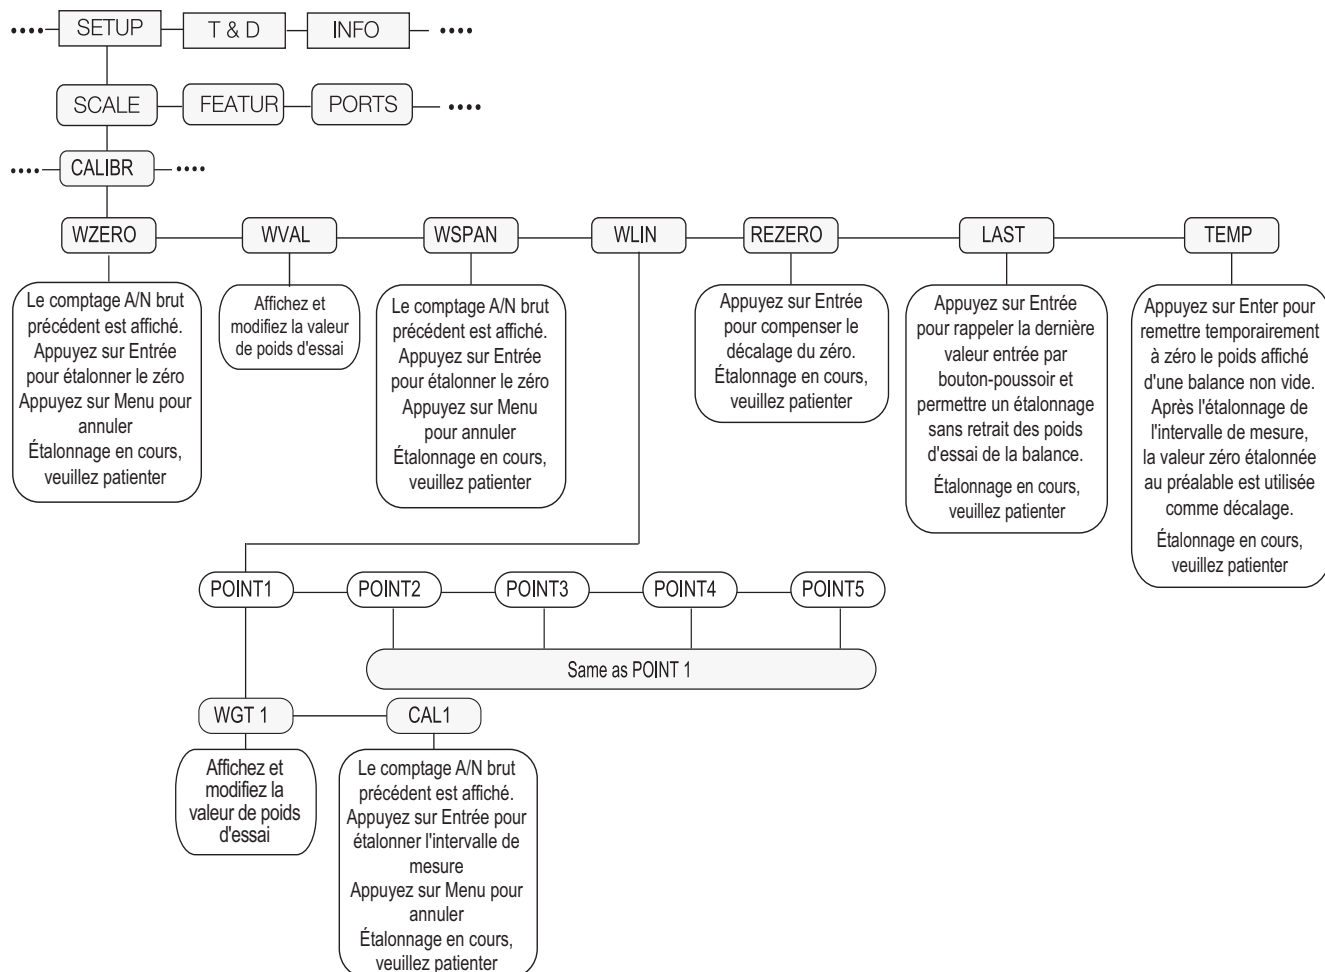 •••• SETUP T & D INFO ••••
SCALE FEATUR PORTS ••••
•••• CALIBR ••••
WZERO WVAL WSPAN WLIN REZERO LAST TEMP
Le comptage A/N brut
précédent est affiché.
Appuyez sur Entrée
pour étalonner le zéro
Appuyez sur Menu pour
annuler
Étalonnage en cours,
veuillez patienter
Affichez et
modifiez la valeur
de poids d'essai
Le comptage A/N brut
précédent est affiché.
Appuyez sur Entrée
pour étalonner le zéro
Appuyez sur Menu
pour annuler
Étalonnage en cours,
veuillez patienter
Appuyez sur Entrée
pour compenser le
décalage du zéro.
Étalonnage en cours,
veuillez patienter
Appuyez sur Entrée
pour rappeler la dernière
valeur entrée par
bouton-poussoir et
permettre un étalonnage
sans retrait des poids
d'essai de la balance.
Étalonnage en cours,
veuillez patienter
Appuyez sur Enter pour
remettre temporairement
à zéro le poids affiché
d'une balance non vide.
Après l'étalonnage de
l'intervalle de mesure,
la valeur zéro étalonnée
au préalable est utilisée
comme décalage.
Étalonnage en cours,
veuillez patienter
POINT1 POINT2 POINT3 POINT4 POINT5
Same as POINT 1
WGT 1 CAL1
Affichez et
modifiez la
valeur de poids
d'essai
Le comptage A/N brut
précédent est affiché.
Appuyez sur Entrée pour
étalonner l'intervalle de
mesure
Appuyez sur Menu pour
annuler
Étalonnage en cours,
veuillez patienter